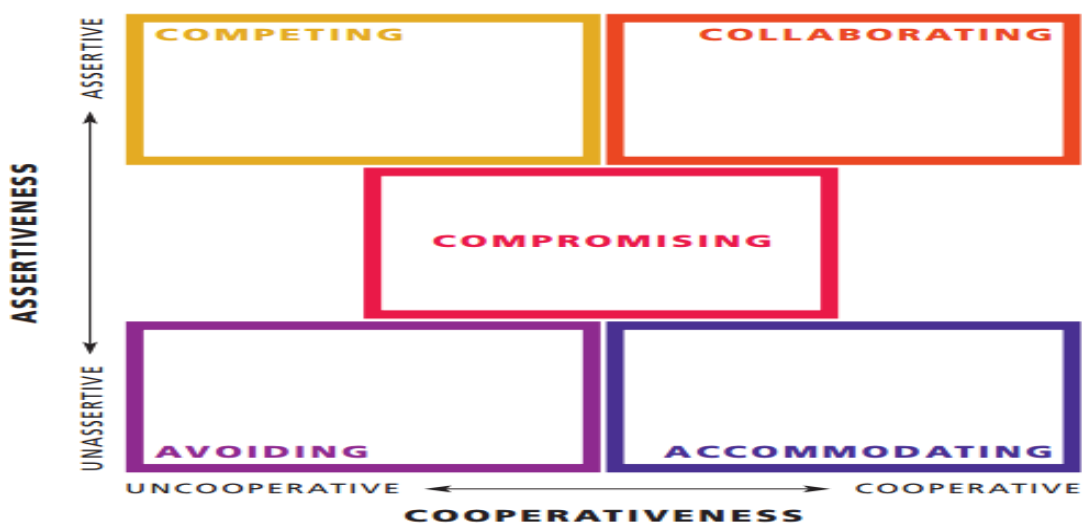 ASSERTIVENESS
ASSERTIVE
UNASSERTIVE
COMPETING
COLLABORATING
COMPROMISING
AVOIDING
ACCOMMODATING
UNCOOPERATIVE
COOPERATIVE
COOPERATIVENESS